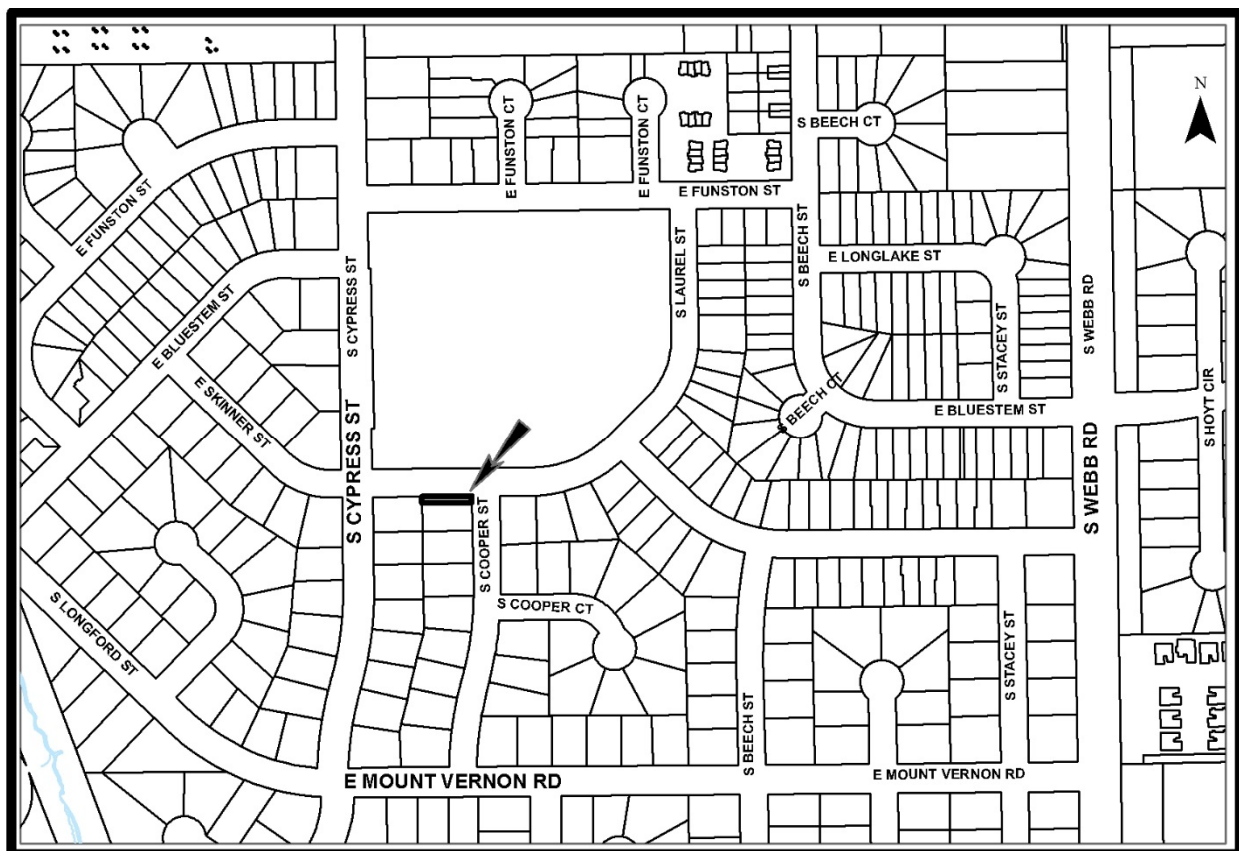 N
S BEECH CT
E FUNSTON CT
E FUNSTON CT
E FUNSTON ST
E FUNSTON ST
S BEECH ST
S LAUREL ST
E LONGLAKE ST
S CYPRESS ST
E BLUESTEM ST
S STACEY ST
S WEBB RD
S HOYT CIR
E SKINNER ST
S BEECH CT
E BLUESTEM ST
S CYPRESS ST
S WEBB RD
S COOPER ST
S COOPER CT
S LONGFORD ST
S STACEY ST
S BEECH ST
E MOUNT VERNON RD
E MOUNT VERNON RD